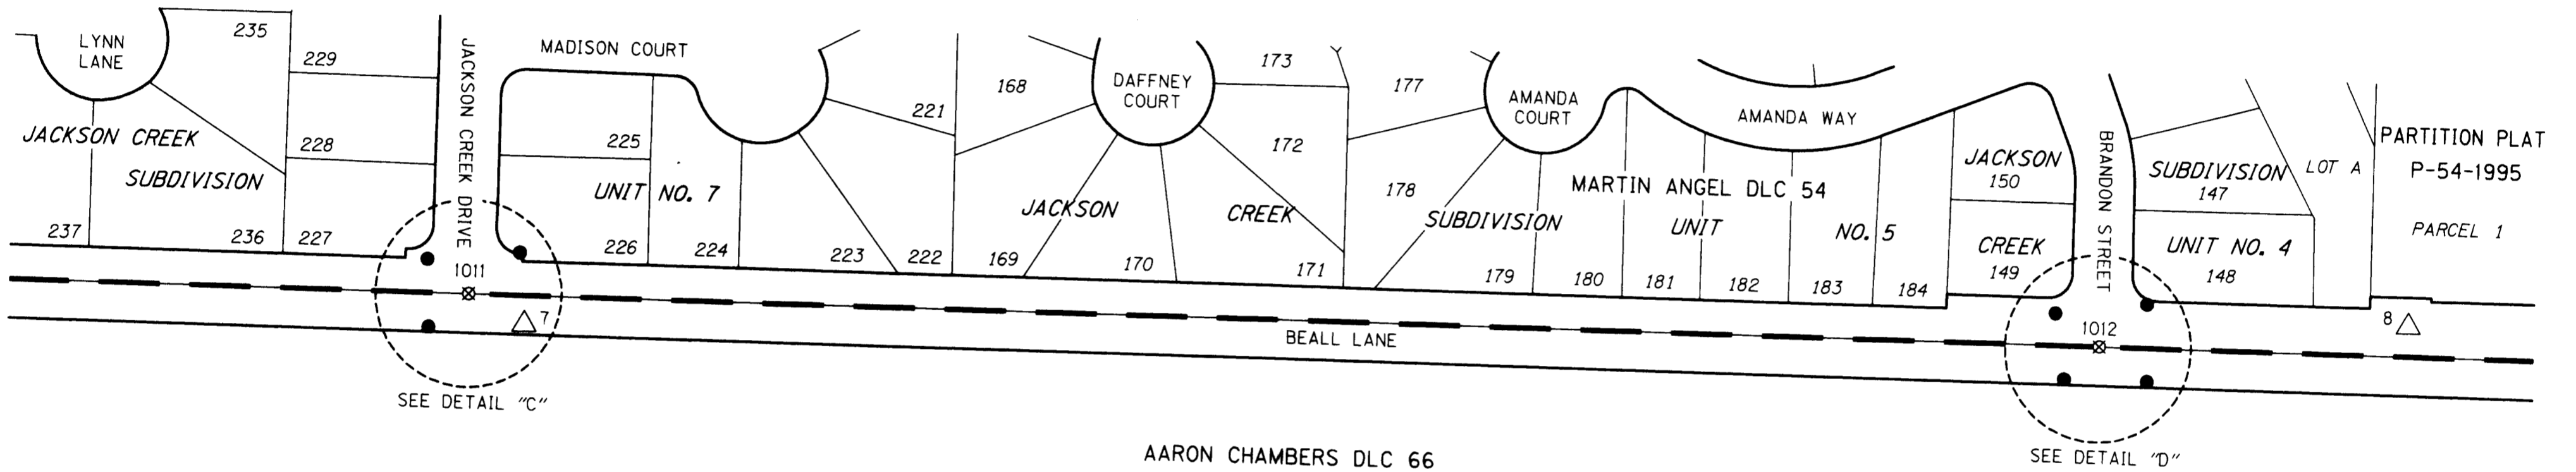 LYNN
LANE
235
229
228
JACKSON CREEK
SUBDIVISION
237
236
227
JACKSON CREEK DRIVE
MADISON COURT
225
UNIT NO. 7
226
224
223
222
221
168
169
DAFFNEY
COURT
173
172
JACKSON
CREEK
170
171
177
178
AMANDA
COURT
AMANDA WAY
MARTIN ANGEL DLC 54
SUBDIVISION
UNIT
NO. 5
179
180
181
182
183
184
JACKSON
150
CREEK
149
BRANDON STREET
SUBDIVISION
147
UNIT NO. 4
148
LOT A
PARTITION PLAT
P-54-1995
PARCEL 1
1011
7
BEALL LANE
1012
8
SEE DETAIL "C"
SEE DETAIL "D"
AARON CHAMBERS DLC 66